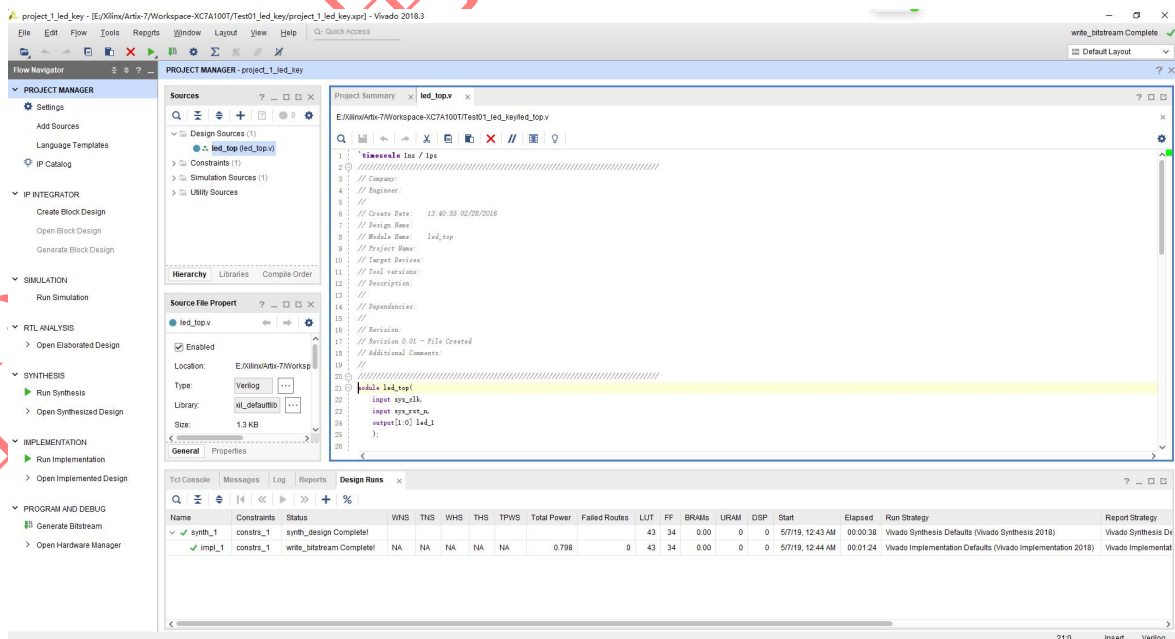 project_1_led_key - [E:/Xilinx/Artix-7/Workspace-XC7A100T/Test01_led_key/project_1_led_key.xpr] - Vivado 2018.3
File Edit Flow Tools Reports Window Layout View Help Quick Access
write_bitstream Complete
Default Layout
Flow Navigator
PROJECT MANAGER
Settings
Add Sources
Language Templates
IP Catalog
IP INTEGRATOR
Create Block Design
Open Block Design
Generate Block Design
SIMULATION
Run Simulation
RTL ANALYSIS
Open Elaborated Design
SYNTHESIS
Run Synthesis
Open Synthesized Design
IMPLEMENTATION
Run Implementation
Open Implemented Design
PROGRAM AND DEBUG
Generate Bitstream
Open Hardware Manager
PROJECT MANAGER - project_1_led_key
Sources
0
Design Sources (1)
led_top (led_top.v)
Constraints (1)
Simulation Sources (1)
Utility Sources
Hierarchy Libraries Compile Order
Source File Propert
led_top.v
Enabled
Location: E:/Xilinx/Artix-7/Worksp
Type: Verilog
Library: xil_defaultlib
Size: 1.3 KB
General Properties
Project Summary led_top.v
E:/Xilinx/Artix-7/Workspace-XC7A100T/Test01_led_key/led_top.v
1 `timescale 1ns / 1ps
2 //////////////////////////////////////////////////////////////////////////////////
3 // Company:
4 // Engineer:
5 //
6 // Create Date: 13:40:55 02/28/2016
7 // Design Name:
8 // Module Name: led_top
9 // Project Name:
10 // Target Devices:
11 // Tool versions:
12 // Description:
13 //
14 // Dependencies:
15 //
16 // Revision:
17 // Revision 0.01 - File Created
18 // Additional Comments:
19 //
20 //////////////////////////////////////////////////////////////////////////////////
21 module led_top(
22 input sys_clk,
23 input sys_rst_n,
24 output[1:0] led_1
25 );
26
Tcl Console Messages Log Reports Design Runs
Name Constraints Status WNS TNS WHS THS TPWS Total Power Failed Routes LUT FF BRAMs URAM DSP Start Elapsed Run Strategy Report Strategy
synth_1 constrs_1 synth_design Complete! 43 34 0.00 0 0 5/7/19, 12:43 AM 00:00:38 Vivado Synthesis Defaults (Vivado Synthesis 2018) Vivado Synthesis De
impl_1 constrs_1 write_bitstream Complete! NA NA NA NA NA 0.798 0 43 34 0.00 0 0 5/7/19, 12:44 AM 00:01:24 Vivado Implementation Defaults (Vivado Implementation 2018) Vivado Implementat
21:0 Insert Verilog